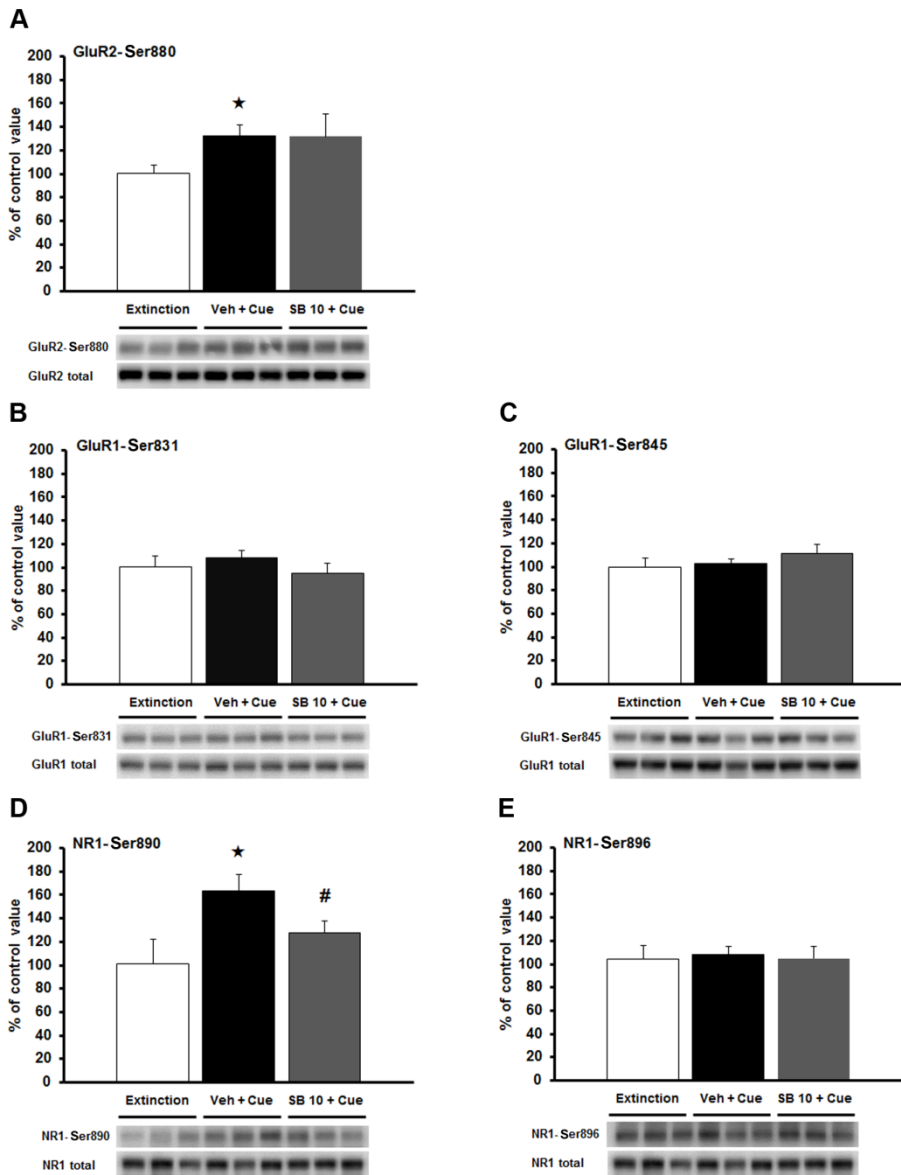 A
GluR2-Ser880
% of control value
200
180
160
140
120
100
80
60
40
20
0
★
Extinction Veh + Cue SB 10 + Cue
GluR2-Ser880
GluR2 total
B
GluR1-Ser831
% of control value
200
180
160
140
120
100
80
60
40
20
0
Extinction Veh + Cue SB 10 + Cue
GluR1-Ser831
GluR1 total
C
GluR1-Ser845
% of control value
200
180
160
140
120
100
80
60
40
20
0
Extinction Veh + Cue SB 10 + Cue
GluR1-Ser845
GluR1 total
D
NR1-Ser890
% of control value
200
180
160
140
120
100
80
60
40
20
0
★
#
Extinction Veh + Cue SB 10 + Cue
NR1-Ser890
NR1 total
E
NR1-Ser896
% of control value
200
180
160
140
120
100
80
60
40
20
0
Extinction Veh + Cue SB 10 + Cue
NR1-Ser896
NR1 total